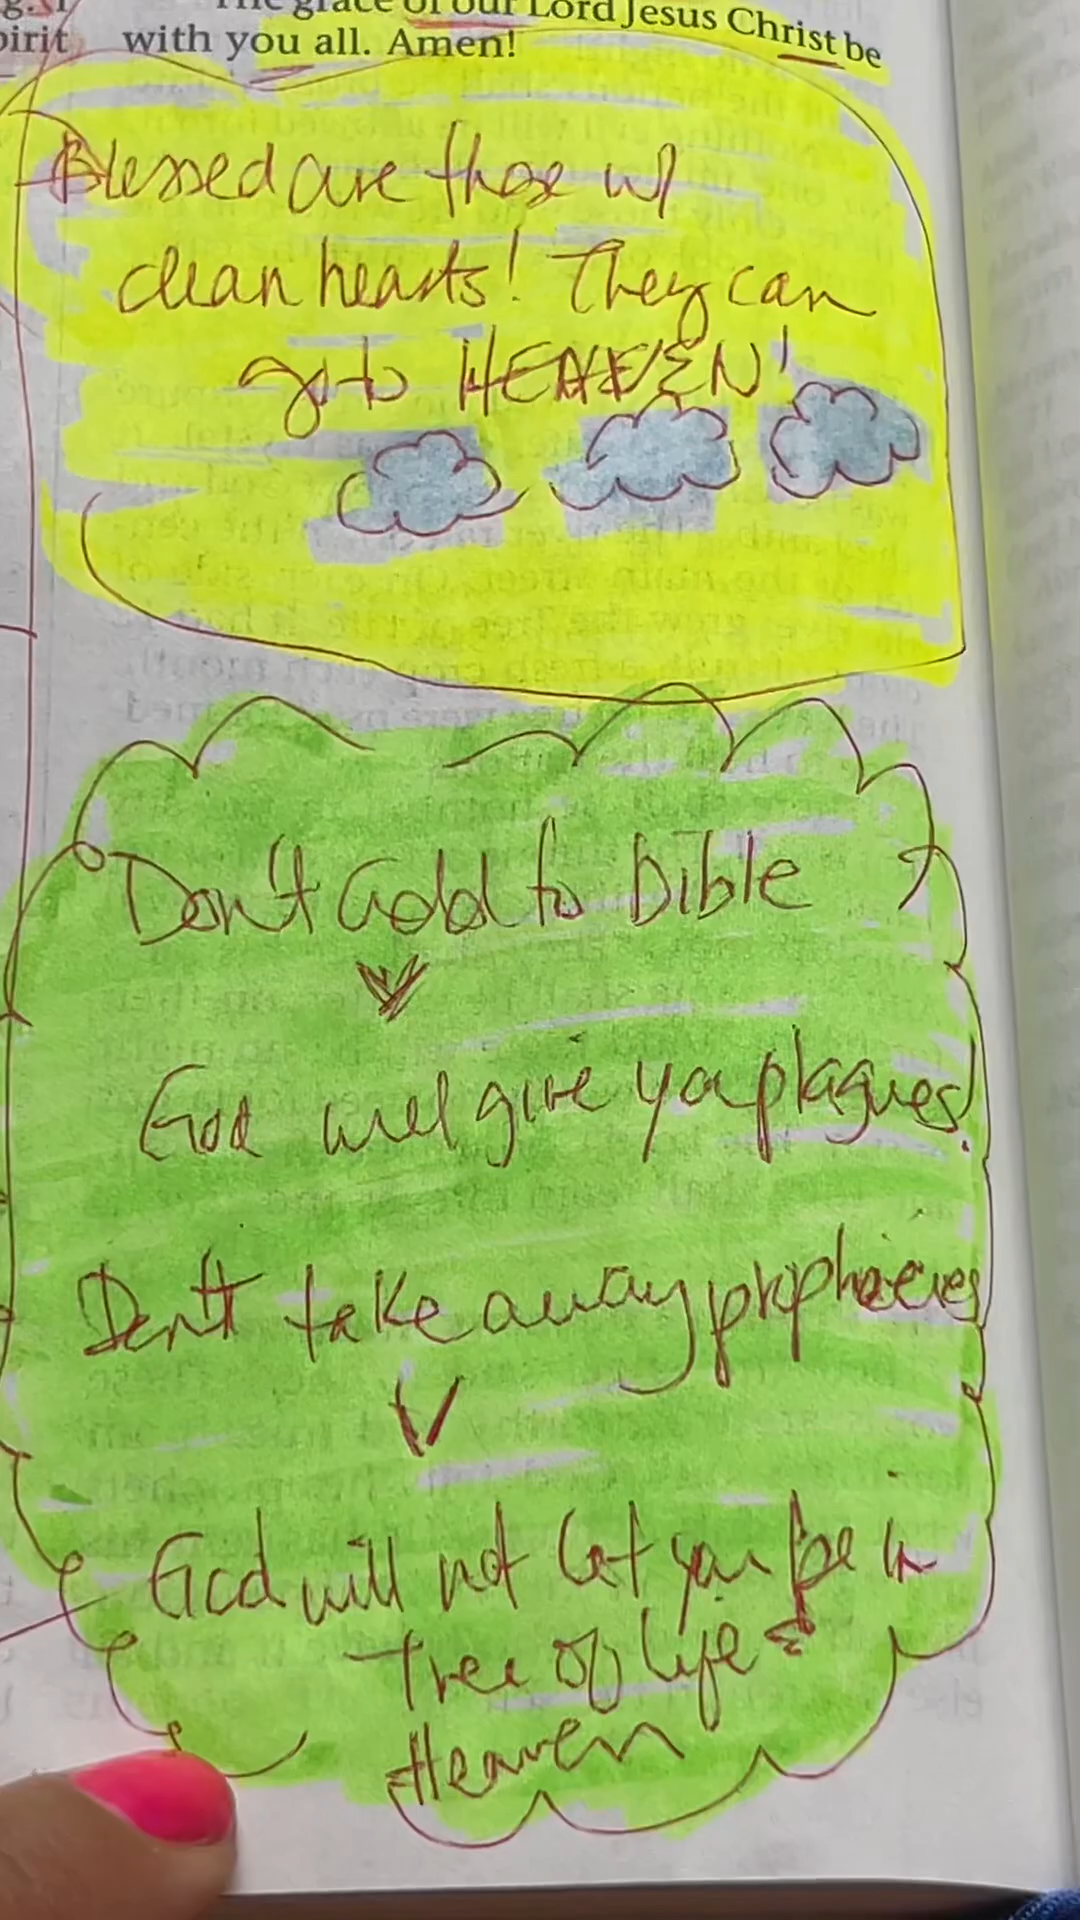 The grace of our Lord Jesus Christ be
with you all. Amen!
Blessed are those w/
clean hearts! They can
go to HEAVEN!
Don't add to Bible
God will give you plagues!
Don't take away prophecies
God will not let you be in
Tree of life &
Heaven